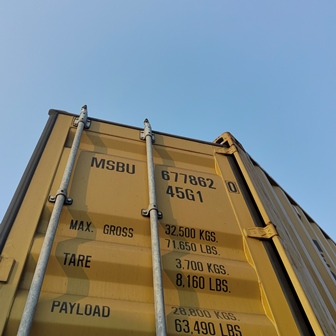 MSBU 677862 0
45G1
MAX. GROSS 32.500 KGS.
71.650 LBS.
TARE 3.700 KGS.
8,160 LBS.
PAYLOAD 28,800 KGS.
63,490 LBS.